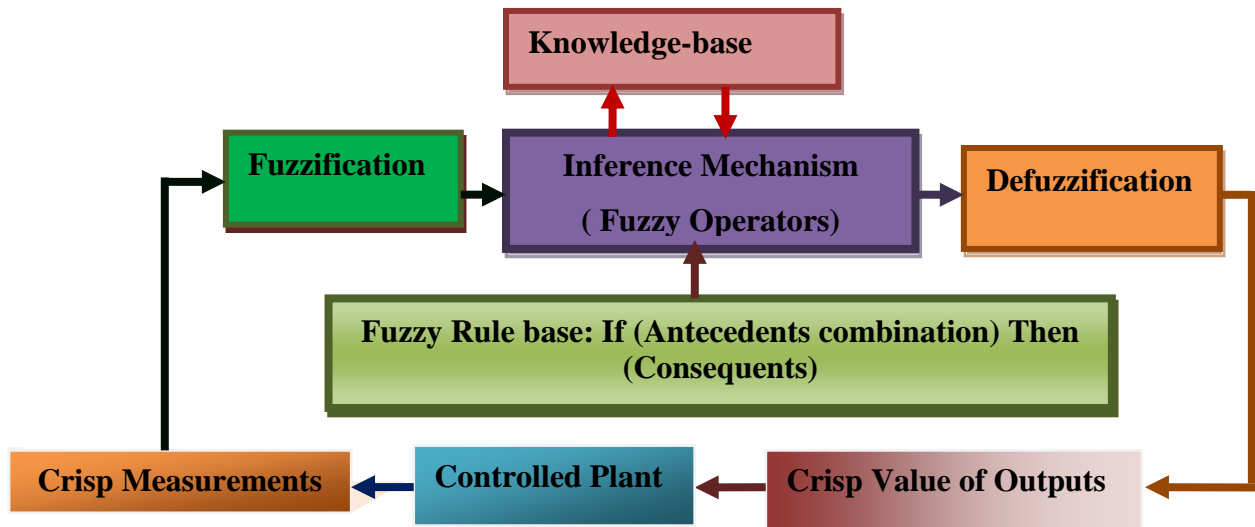 Knowledge-base
Fuzzification
Inference Mechanism
( Fuzzy Operators)
Defuzzification
Fuzzy Rule base: If (Antecedents combination) Then
(Consequents)
Crisp Measurements
Controlled Plant
Crisp Value of Outputs